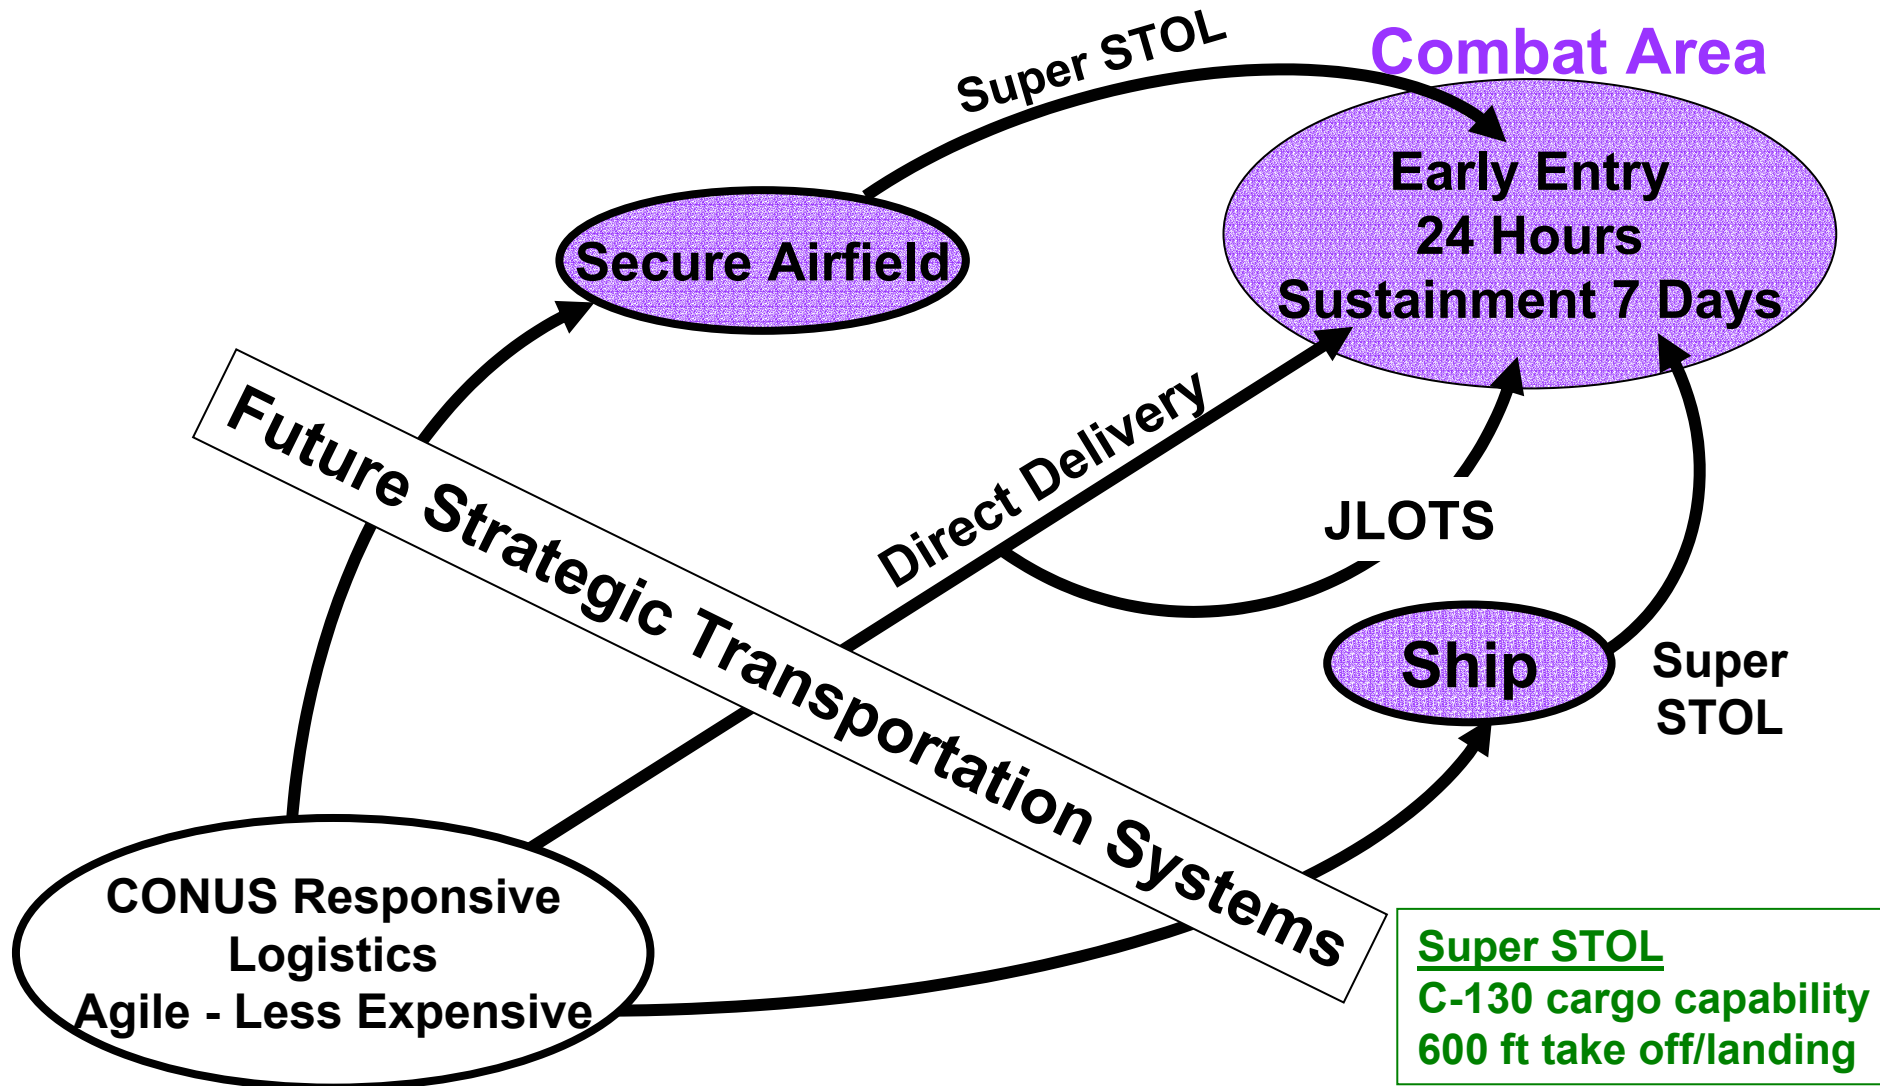 Super STOL
Combat Area
Early Entry
24 Hours
Sustainment 7 Days
Secure Airfield
Future Strategic Transportation Systems
Direct Delivery
JLOTS
Ship
Super
STOL
CONUS Responsive
Logistics
Agile - Less Expensive
Super STOL
C-130 cargo capability
600 ft take off/landing